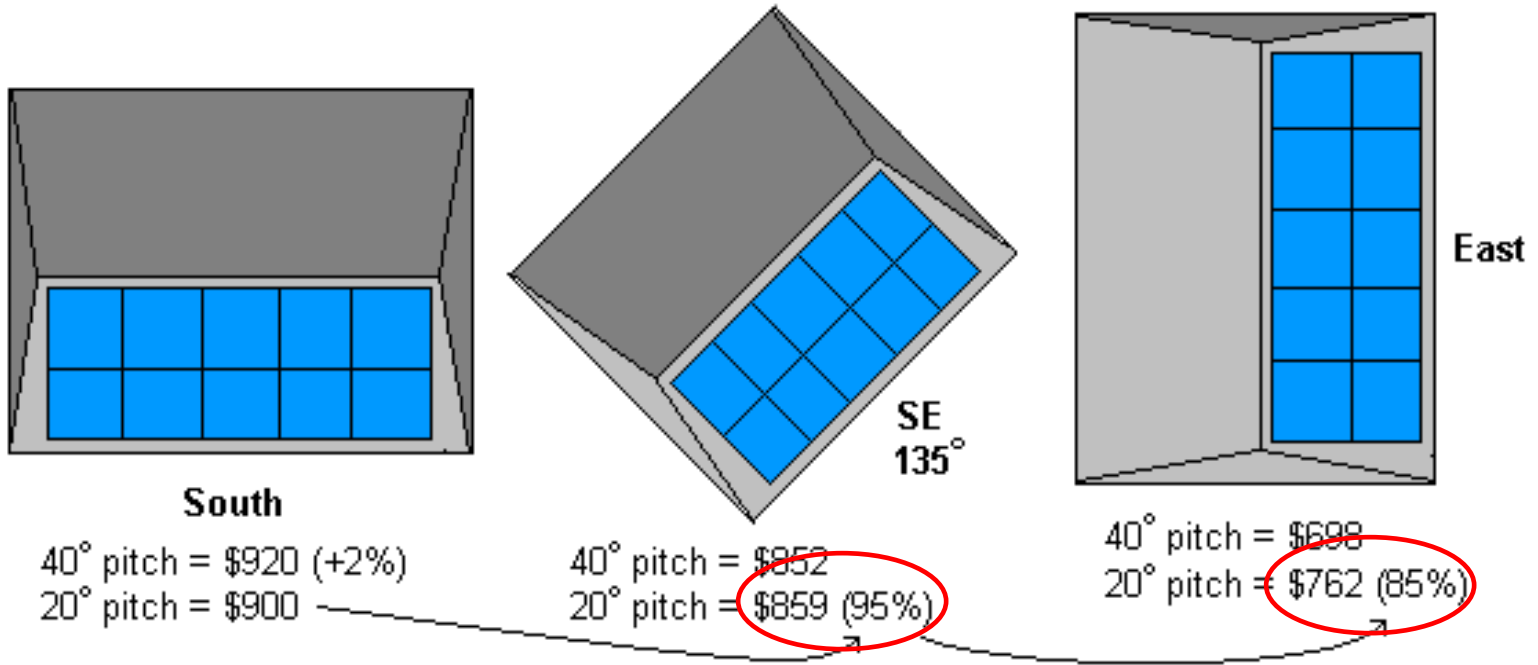 South
40° pitch = $920 (+2%)
20° pitch = $900
SE
135°
40° pitch = $852
20° pitch = $859 (95%)
East
40° pitch = $698
20° pitch = $762 (85%)